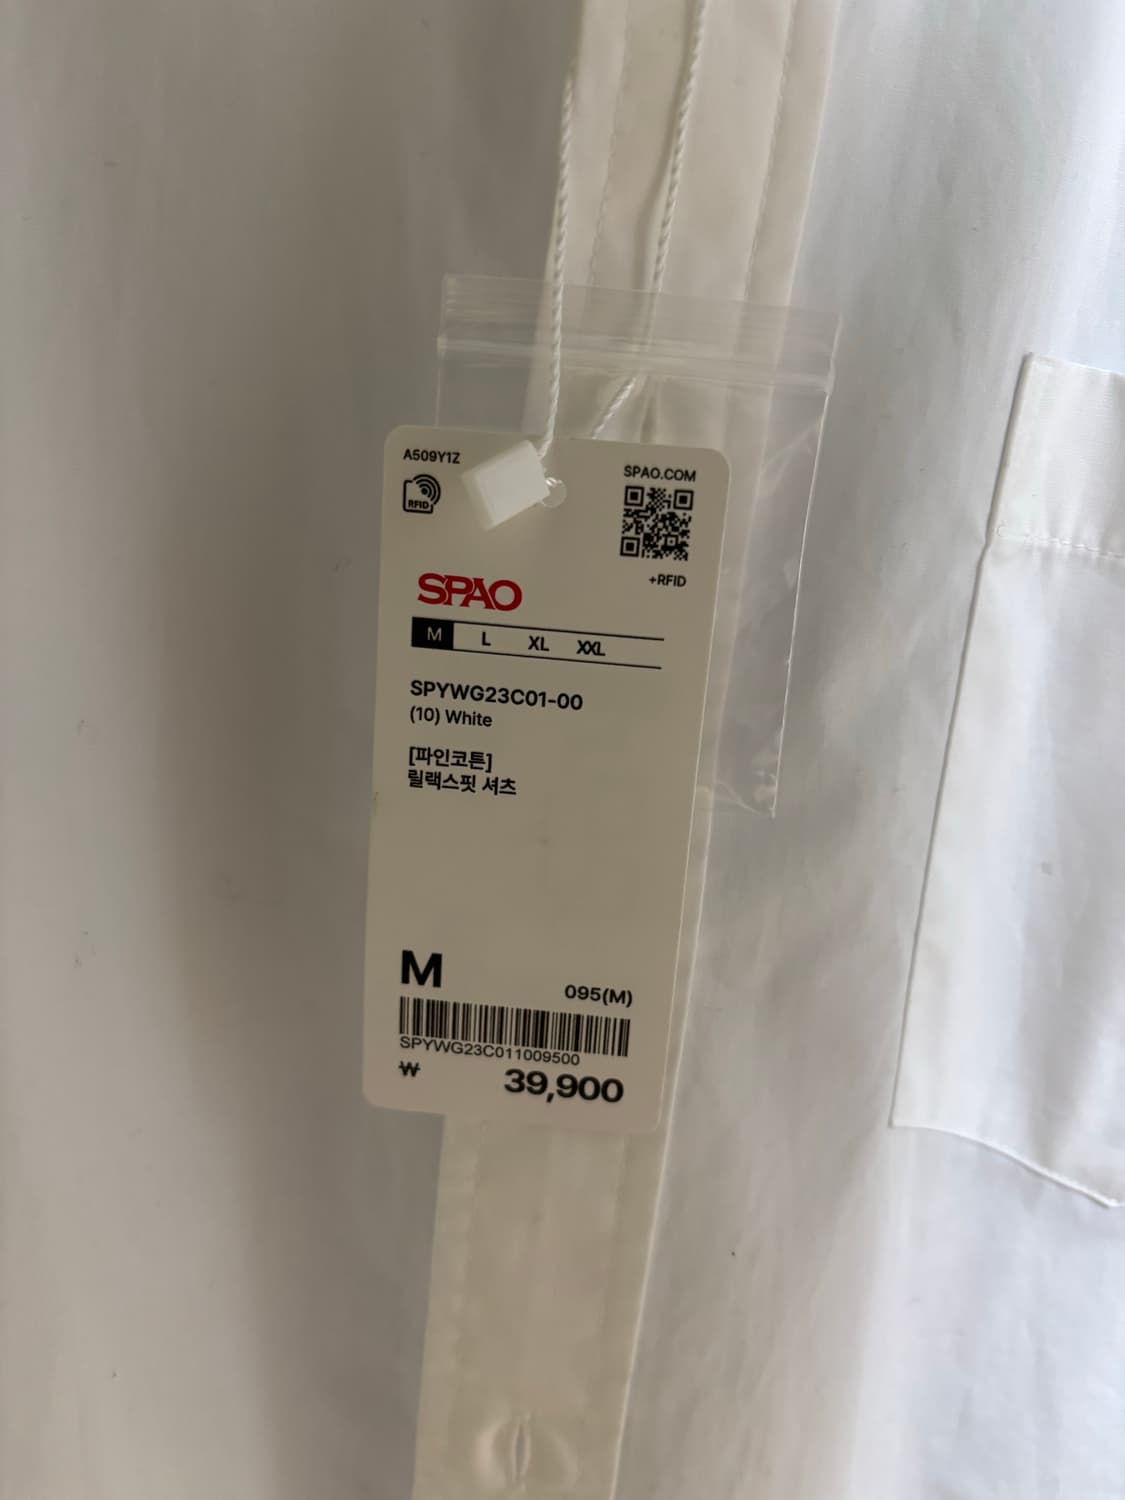 A509Y1Z
RFID
SPAO.COM
+RFID
SPAO
M L XL XXL
SPYWG23C01-00
(10) White
[파인코튼]
릴랙스핏 셔츠
M
095(M)
SPYWG23C011009500
₩ 39,900